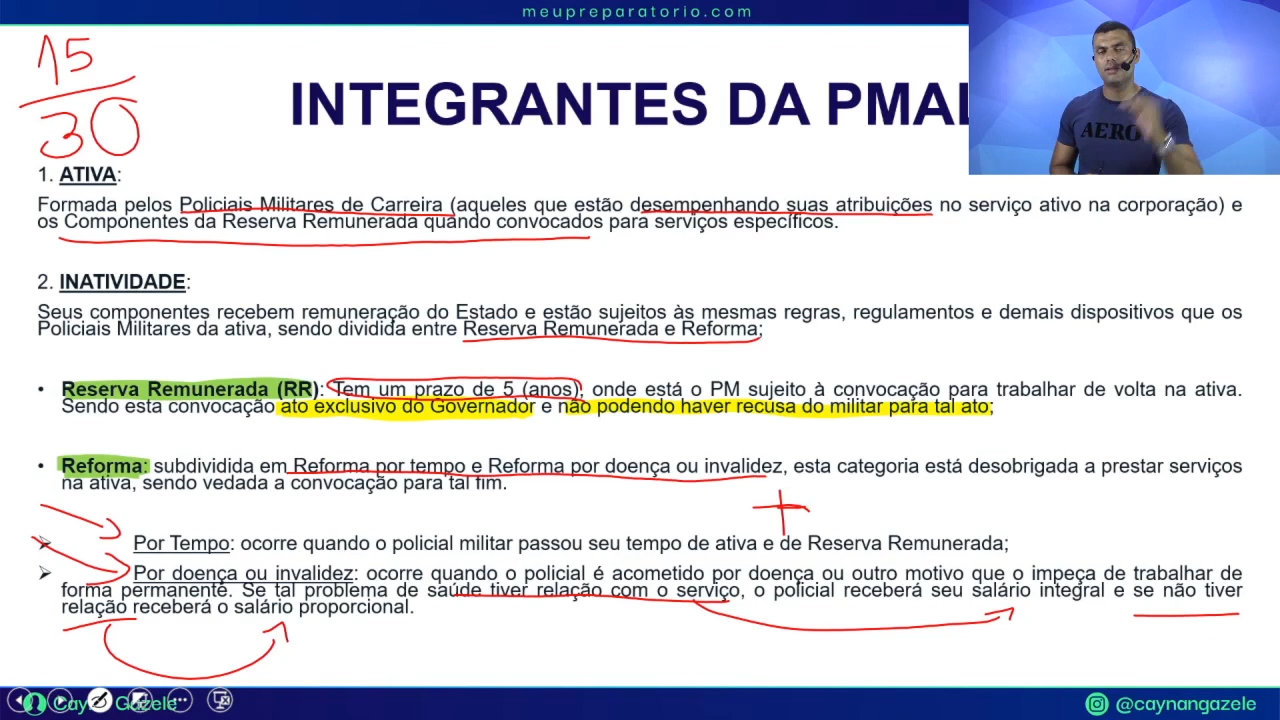 meupreparatorio.com
15
30
INTEGRANTES DA PMAL
AERO
1. ATIVA:
Formada pelos Policiais Militares de Carreira (aqueles que estão desempenhando suas atribuições no serviço ativo na corporação) e
os Componentes da Reserva Remunerada quando convocados para serviços específicos.
2. INATIVIDADE:
Seus componentes recebem remuneração do Estado e estão sujeitos às mesmas regras, regulamentos e demais dispositivos que os
Policiais Militares da ativa, sendo dividida entre Reserva Remunerada e Reforma;
• Reserva Remunerada (RR): Tem um prazo de 5 (anos), onde está o PM sujeito à convocação para trabalhar de volta na ativa.
Sendo esta convocação ato exclusivo do Governador e não podendo haver recusa do militar para tal ato;
• Reforma: subdividida em Reforma por tempo e Reforma por doença ou invalidez, esta categoria está desobrigada a prestar serviços
na ativa, sendo vedada a convocação para tal fim.
+
Por Tempo: ocorre quando o policial militar passou seu tempo de ativa e de Reserva Remunerada;
Por doença ou invalidez: ocorre quando o policial é acometido por doença ou outro motivo que o impeça de trabalhar de
forma permanente. Se tal problema de saúde tiver relação com o serviço, o policial receberá seu salário integral e se não tiver
relação receberá o salário proporcional.
Gazele
@caynangazele